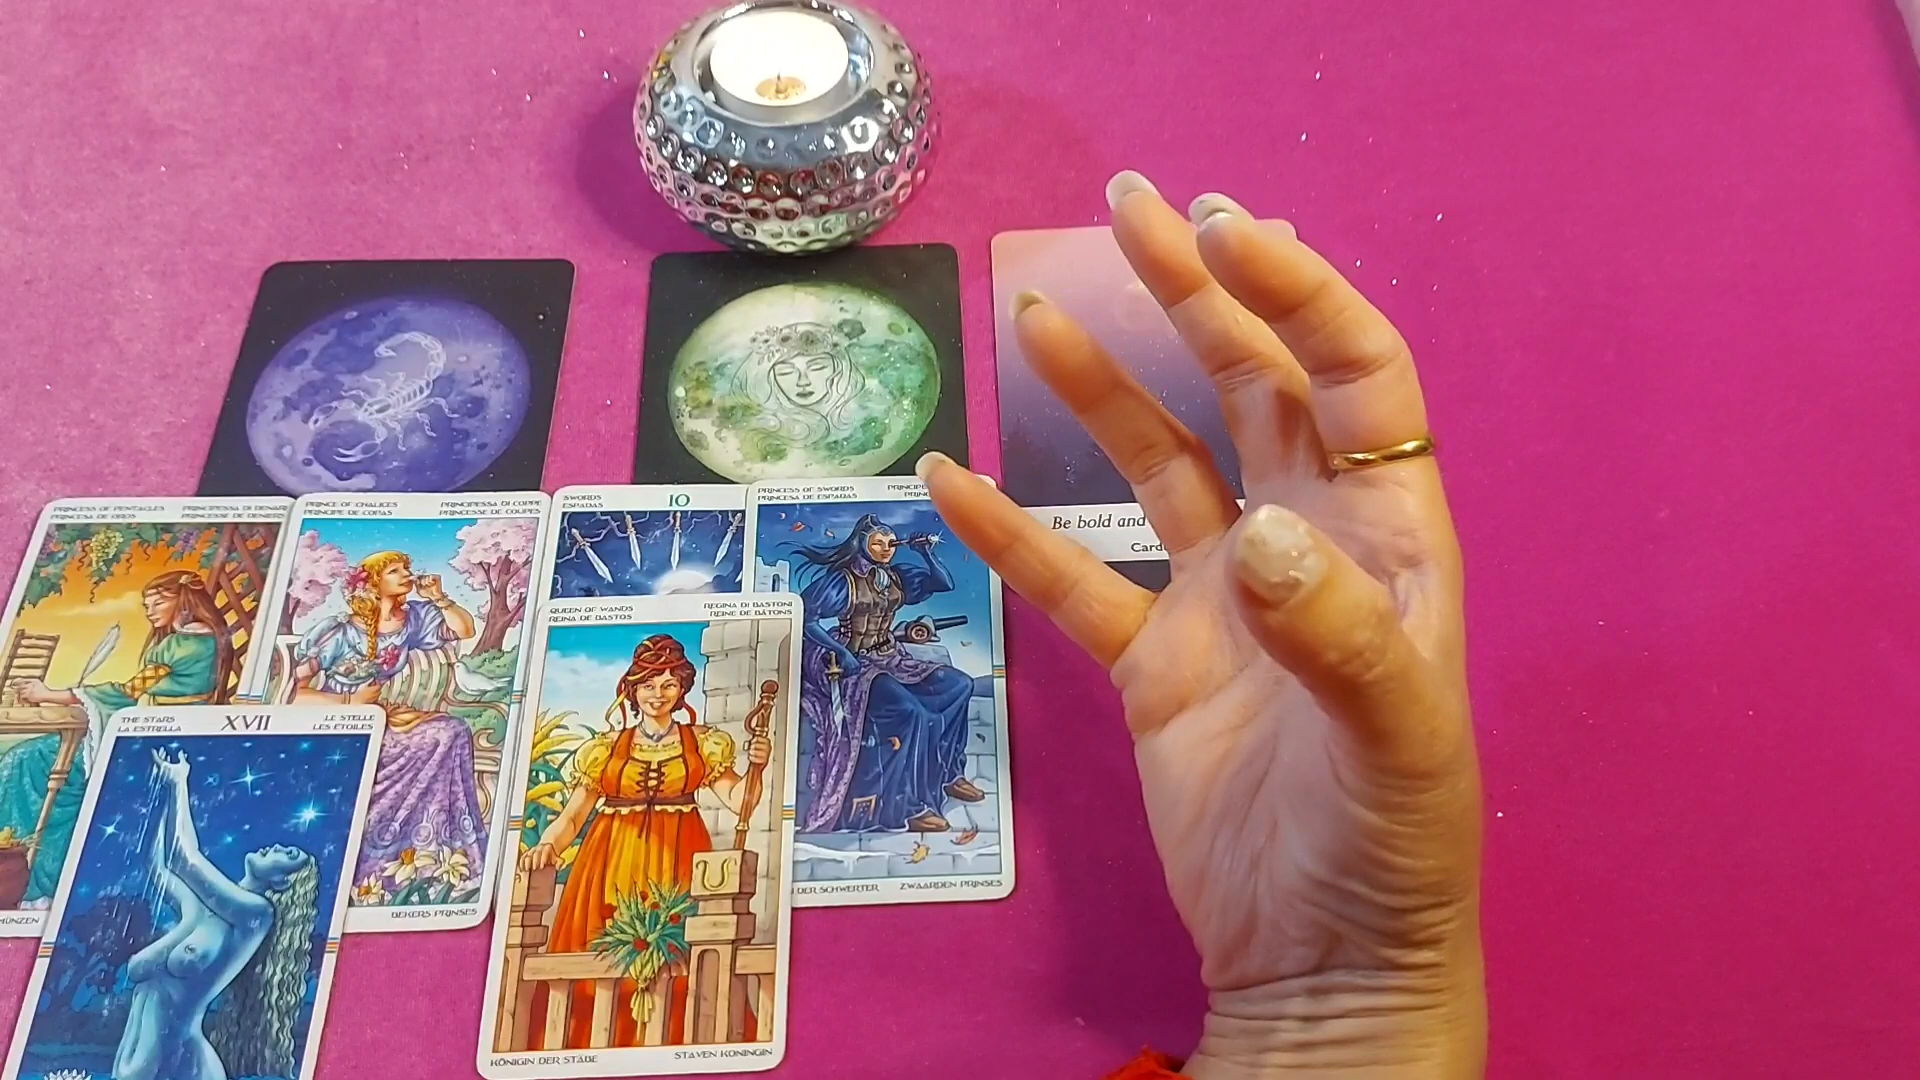 Be bold and
PRINCESS OF PENTACLES
PRINCESA DE OROS
PRINCIPESSA DI DENARI
PRINCESSE DE DENIERS
PRINCE OF CHALICES
PRINCIPE DE COPAS
PRINCIPESSA DI COPPE
PRINCESSE DE COUPES
SWORDS
ESPADAS
10
PRINCESS OF SWORDS
PRINCESA DE ESPADAS
THE STARS
LA ESTRELLA
XVII
LE STELLE
LES ÉTOILES
QUEEN OF WANDS
REINA DE BASTOS
REGINA DI BASTONI
REINE DE BÂTONS
MÜNZEN
BEKERS PRINSES
DER SCHWERTER
ZWAARDEN PRINSES
KÖNIGIN DER STÄBE
STAVEN KONINGIN